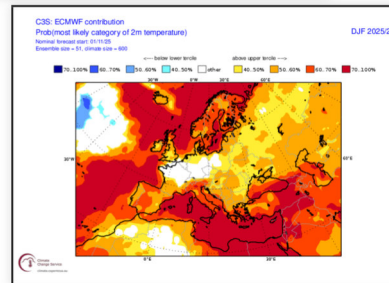 C3S: ECMWF contribution
Prob(most likely category of 2m temperature)
DJF 2025/2
Nominal forecast start: 01/11/25
Ensemble size = 51, climate size = 600
<---- below lower tercile
above upper tercile ---->
70..100% 60..70% 50..60% 40..50% other 40..50% 50..60% 60..70% 70..100%
30°W
60°E
0°E
30°E
Climate
Change Service